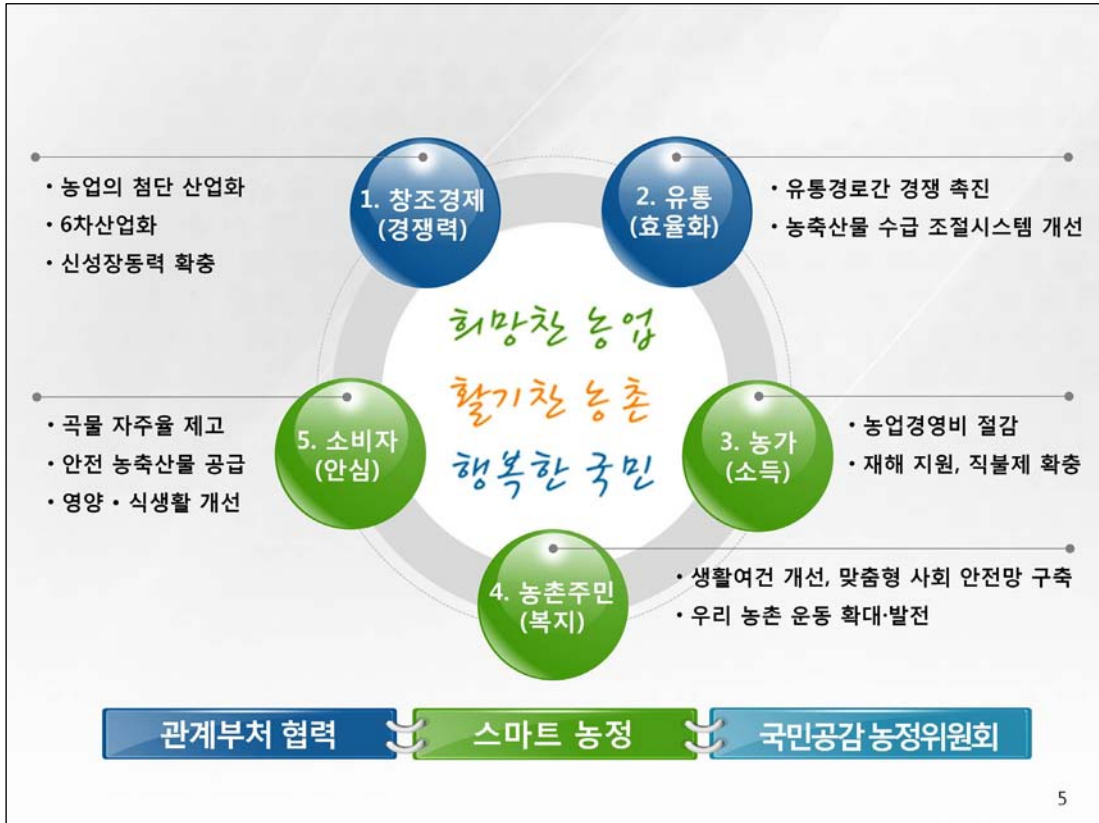 1. 창조경제
(경쟁력)
• 농업의 첨단 산업화
• 6차산업화
• 신성장동력 확충
2. 유통
(효율화)
• 유통경로간 경쟁 촉진
• 농축산물 수급 조절시스템 개선
희망찬 농업
활기찬 농촌
행복한 국민
3. 농가
(소득)
• 농업경영비 절감
• 재해 지원, 직불제 확충
4. 농촌주민
(복지)
• 생활여건 개선, 맞춤형 사회 안전망 구축
• 우리 농촌 운동 확대·발전
5. 소비자
(안심)
• 곡물 자주율 제고
• 안전 농축산물 공급
• 영양 • 식생활 개선
관계부처 협력
스마트 농정
국민공감 농정위원회
5